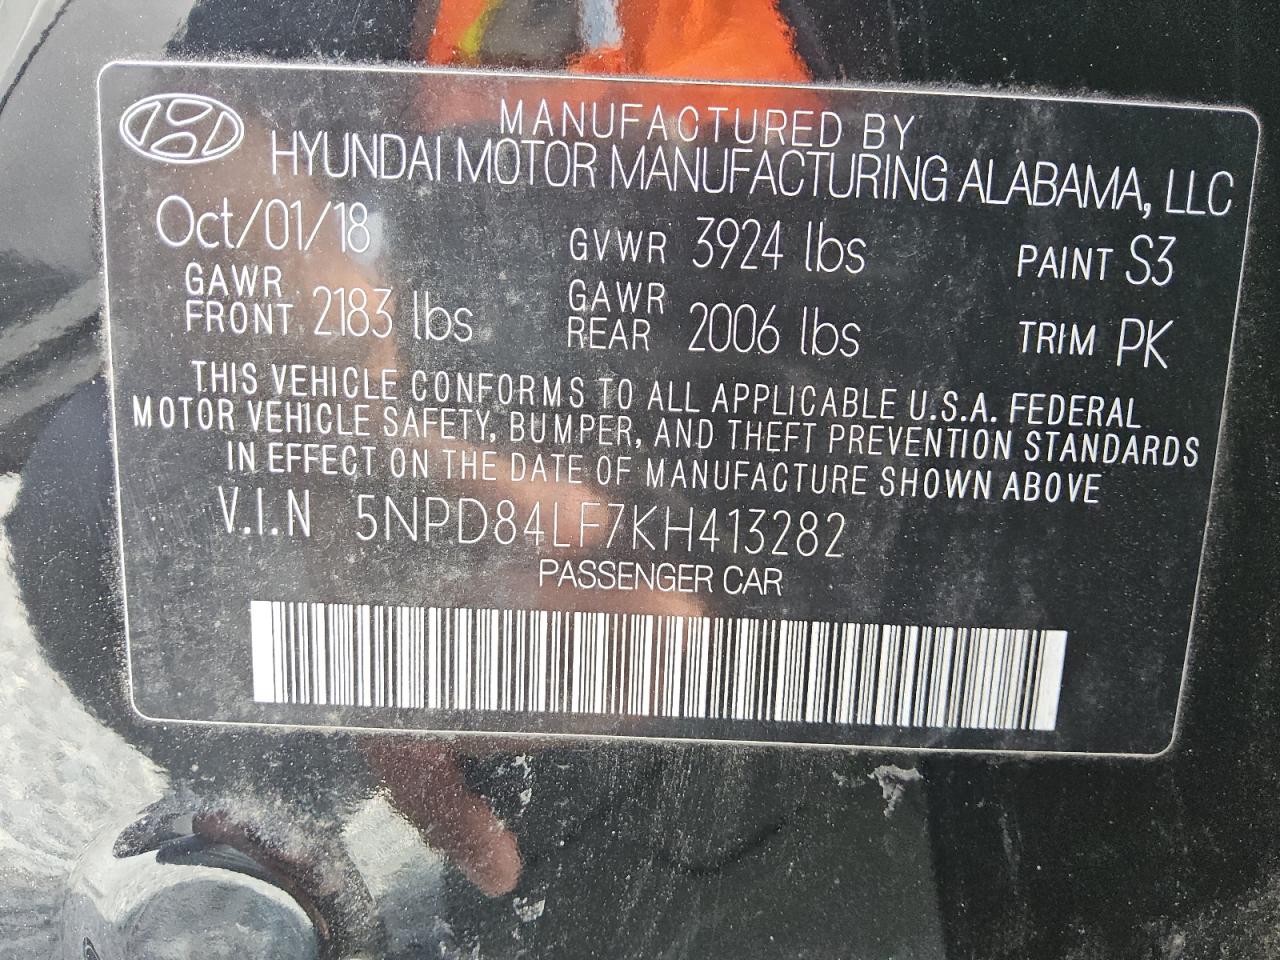 MANUFACTURED BY
HYUNDAI MOTOR MANUFACTURING ALABAMA, LLC
Oct/01/18 GVWR 3924 lbs PAINT S3
GAWR FRONT 2183 lbs GAWR REAR 2006 lbs TRIM PK
THIS VEHICLE CONFORMS TO ALL APPLICABLE U.S.A. FEDERAL
MOTOR VEHICLE SAFETY, BUMPER, AND THEFT PREVENTION STANDARDS
IN EFFECT ON THE DATE OF MANUFACTURE SHOWN ABOVE
V.I.N 5NPD84LF7KH413282
PASSENGER CAR